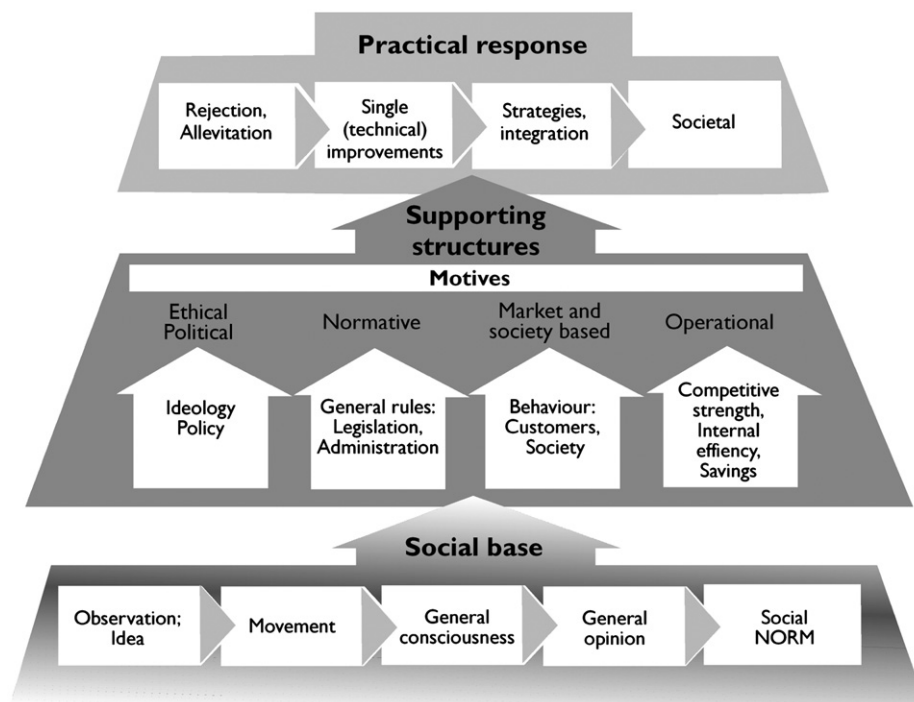 Practical response
Rejection,
Allevitation
Single
(technical)
improvements
Strategies,
integration
Societal
Supporting
structures
Motives
Ethical
Political
Normative
Market and
society based
Operational
Ideology
Policy
General rules:
Legislation,
Administration
Behaviour:
Customers,
Society
Competitive
strength,
Internal
effiency,
Savings
Social base
Observation;
Idea
Movement
General
consciousness
General
opinion
Social
NORM